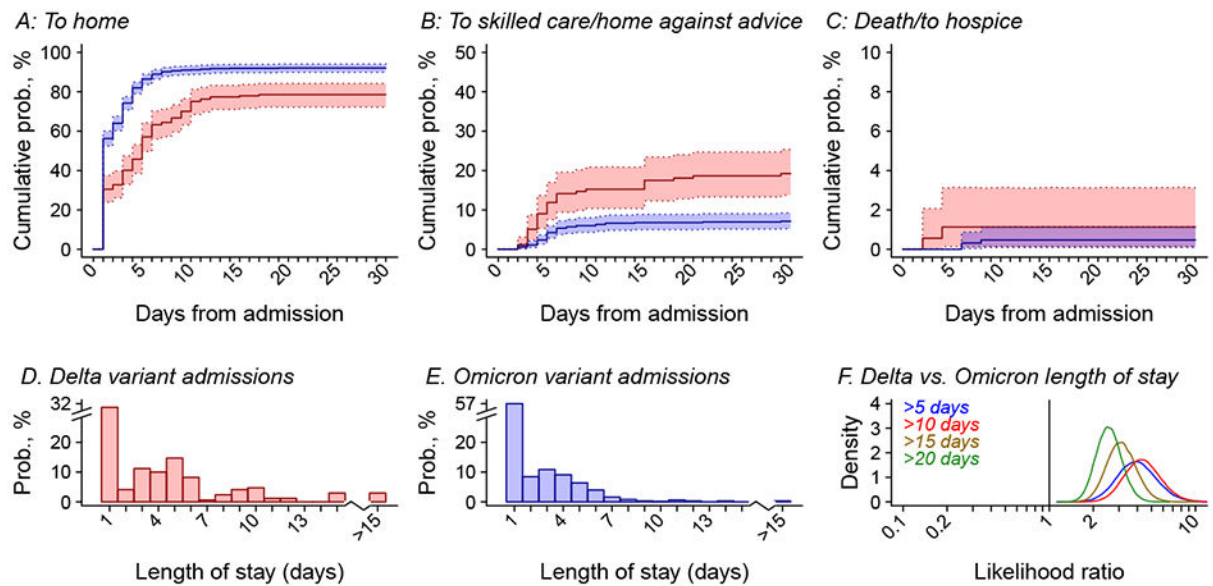 A: To home
B: To skilled care/home against advice
C: Death/to hospice
Cumulative prob., %
100
80
60
40
20
0
0 5 10 15 20 25 30
Days from admission
Cumulative prob., %
50
40
30
20
10
0
0 5 10 15 20 25 30
Days from admission
Cumulative prob., %
10
8
6
4
2
0
0 5 10 15 20 25 30
Days from admission
D. Delta variant admissions
E. Omicron variant admissions
F. Delta vs. Omicron length of stay
Prob., %
32
20
10
0
1 4 7 10 13 >15
Length of stay (days)
Prob., %
57
20
10
0
1 4 7 10 13 >15
Length of stay (days)
Density
4
3
2
1
0
>5 days
>10 days
>15 days
>20 days
0.1 0.2 1 2 10
Likelihood ratio